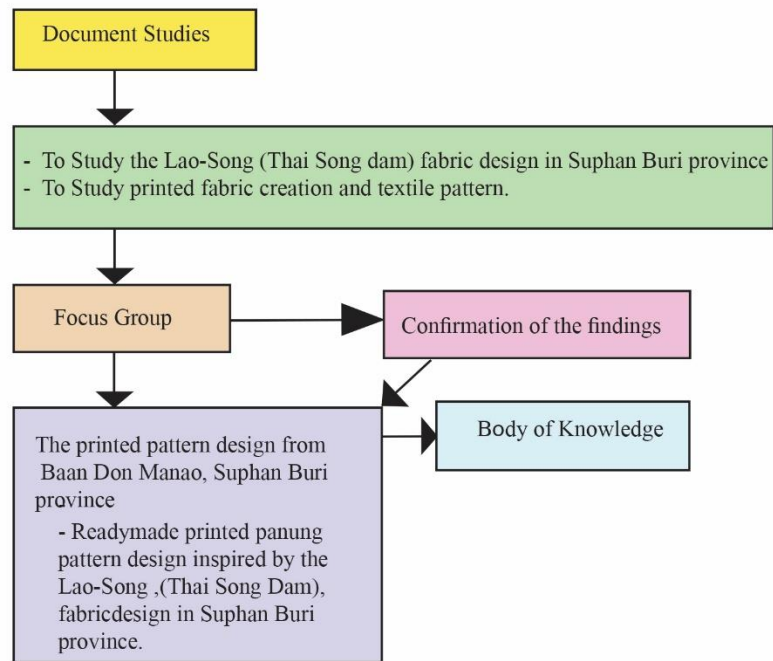 Document Studies
- To Study the Lao-Song (Thai Song dam) fabric design in Suphan Buri province
- To Study printed fabric creation and textile pattern.
Focus Group
Confirmation of the findings
The printed pattern design from
Baan Don Manao, Suphan Buri
province
- Readymade printed panung
pattern design inspired by the
Lao-Song ,(Thai Song Dam),
fabricdesign in Suphan Buri
province.
Body of Knowledge